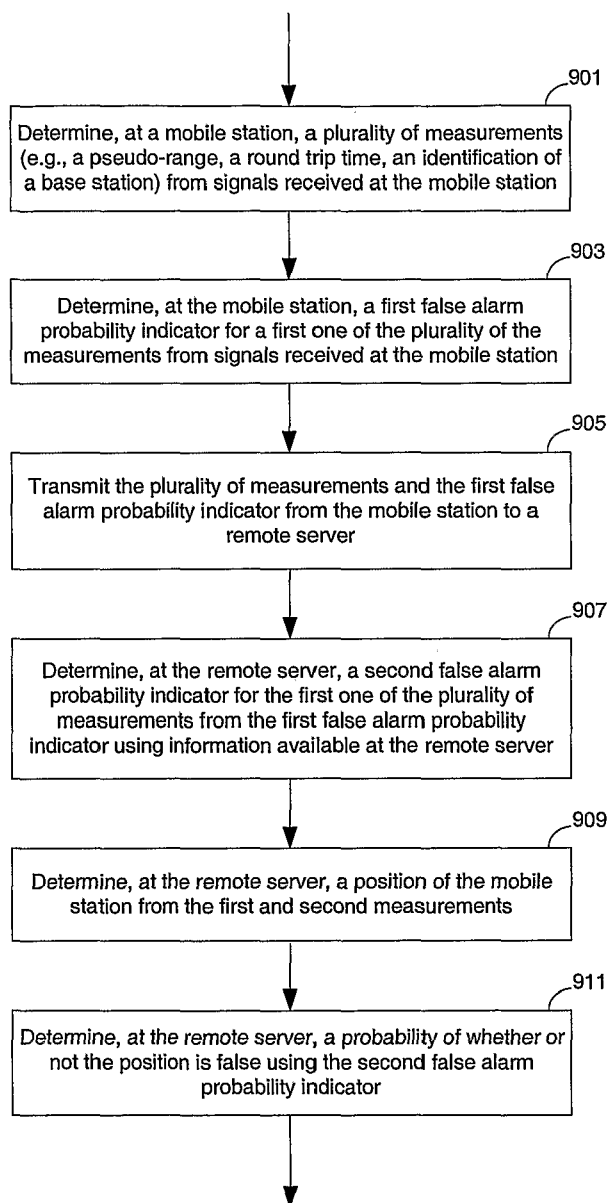 901
Determine, at a mobile station, a plurality of measurements
(e.g., a pseudo-range, a round trip time, an identification of
a base station) from signals received at the mobile station
903
Determine, at the mobile station, a first false alarm
probability indicator for a first one of the plurality of the
measurements from signals received at the mobile station
905
Transmit the plurality of measurements and the first false
alarm probability indicator from the mobile station to a
remote server
907
Determine, at the remote server, a second false alarm
probability indicator for the first one of the plurality of
measurements from the first false alarm probability
indicator using information available at the remote server
909
Determine, at the remote server, a position of the mobile
station from the first and second measurements
911
Determine, at the remote server, a probability of whether or
not the position is false using the second false alarm
probability indicator